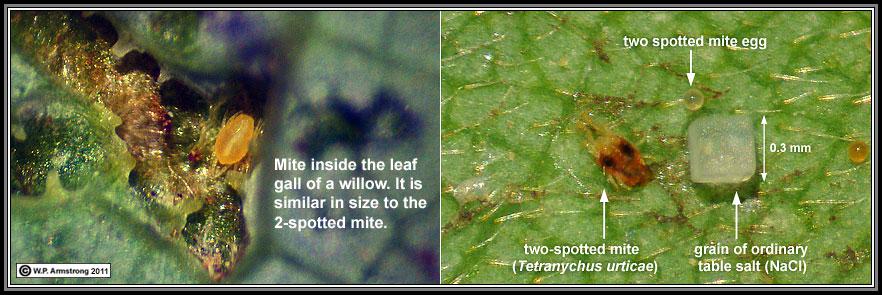 Mite inside the leaf
gall of a willow. It is
similar in size to the
2-spotted mite.
© W.P. Armstrong 2011
two spotted mite egg
0.3 mm
two-spotted mite
(Tetranychus urticae)
grain of ordinary
table salt (NaCl)